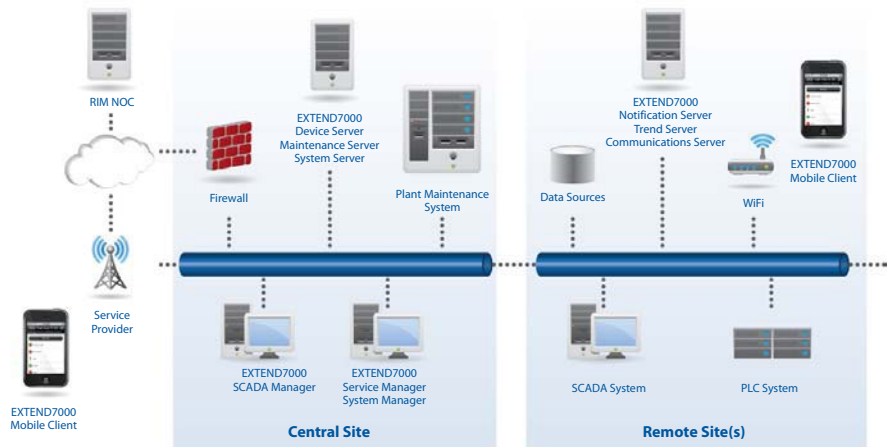 RIM NOC
Service
Provider
EXTEND7000
Mobile Client
Firewall
EXTEND7000
Device Server
Maintenance Server
System Server
Plant Maintenance
System
EXTEND7000
SCADA Manager
EXTEND7000
Service Manager
System Manager
Central Site
Data Sources
EXTEND7000
Notification Server
Trend Server
Communications Server
WiFi
EXTEND7000
Mobile Client
SCADA System
PLC System
Remote Site(s)